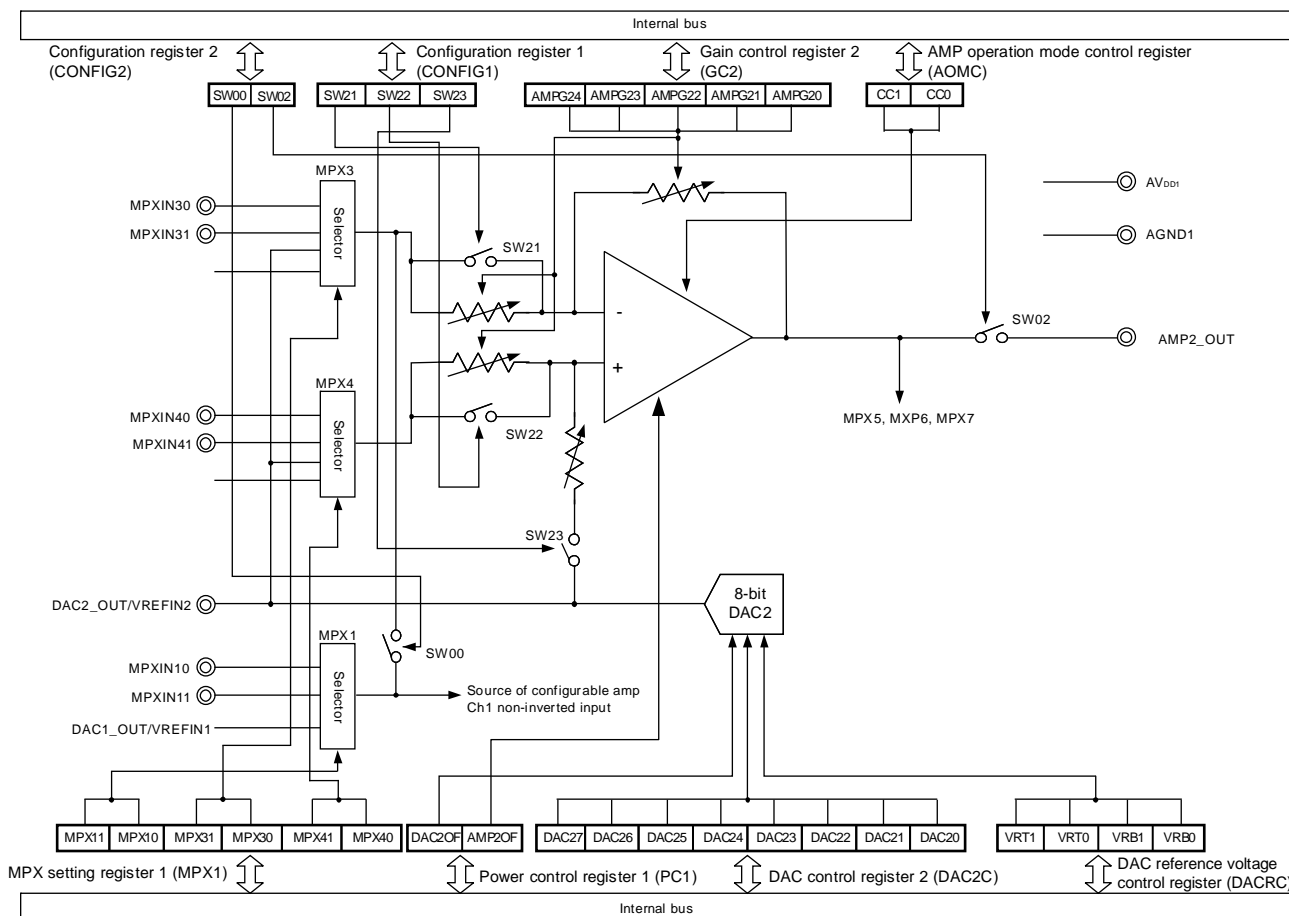 Internal bus
Configuration register 2
(CONFIG2)
Configuration register 1
(CONFIG1)
Gain control register 2
(GC2)
AMP operation mode control register
(AOMC)
SW00 SW02
SW21 SW22 SW23
AMPG24 AMPG23 AMPG22 AMPG21 AMPG20
CC1 CC0
MPX3
MPXIN30
MPXIN31
Selector
SW21
AVDD1
AGND1
-
+
SW02
AMP2_OUT
MPX4
MPXIN40
MPXIN41
Selector
SW22
MPX5, MXP6, MPX7
SW23
8-bit
DAC2
DAC2_OUT/VREFIN2
MPX1
SW00
MPXIN10
MPXIN11
Selector
DAC1_OUT/VREFIN1
Source of configurable amp
Ch1 non-inverted input
MPX11 MPX10 MPX31 MPX30 MPX41 MPX40
DAC2OF AMP2OF
DAC27 DAC26 DAC25 DAC24 DAC23 DAC22 DAC21 DAC20
VRT1 VRT0 VRB1 VRB0
MPX setting register 1 (MPX1)
Power control register 1 (PC1)
DAC control register 2 (DAC2C)
DAC reference voltage
control register (DACRC)
Internal bus